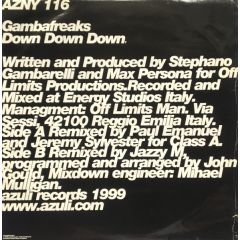 AZNY 116
Gambafreaks
Down Down Down.
Written and Produced by Stephano
Gambarelli and Max Persona for Off
Limits Productions.Recorded and
Mixed at Energy Studios Italy.
Managment: Off Limits Man. Via
Sessi, 42100 Reggio Emilia Italy.
Side A Remixed by Paul Emanuel
and Jeremy Sylvester for Class A.
Side B Remixed by Jazzy M,
programmed and arranged by John
Gould, Mixdown engineer: Mihael
Mulligan.
azuli records 1999
www.azuli.com